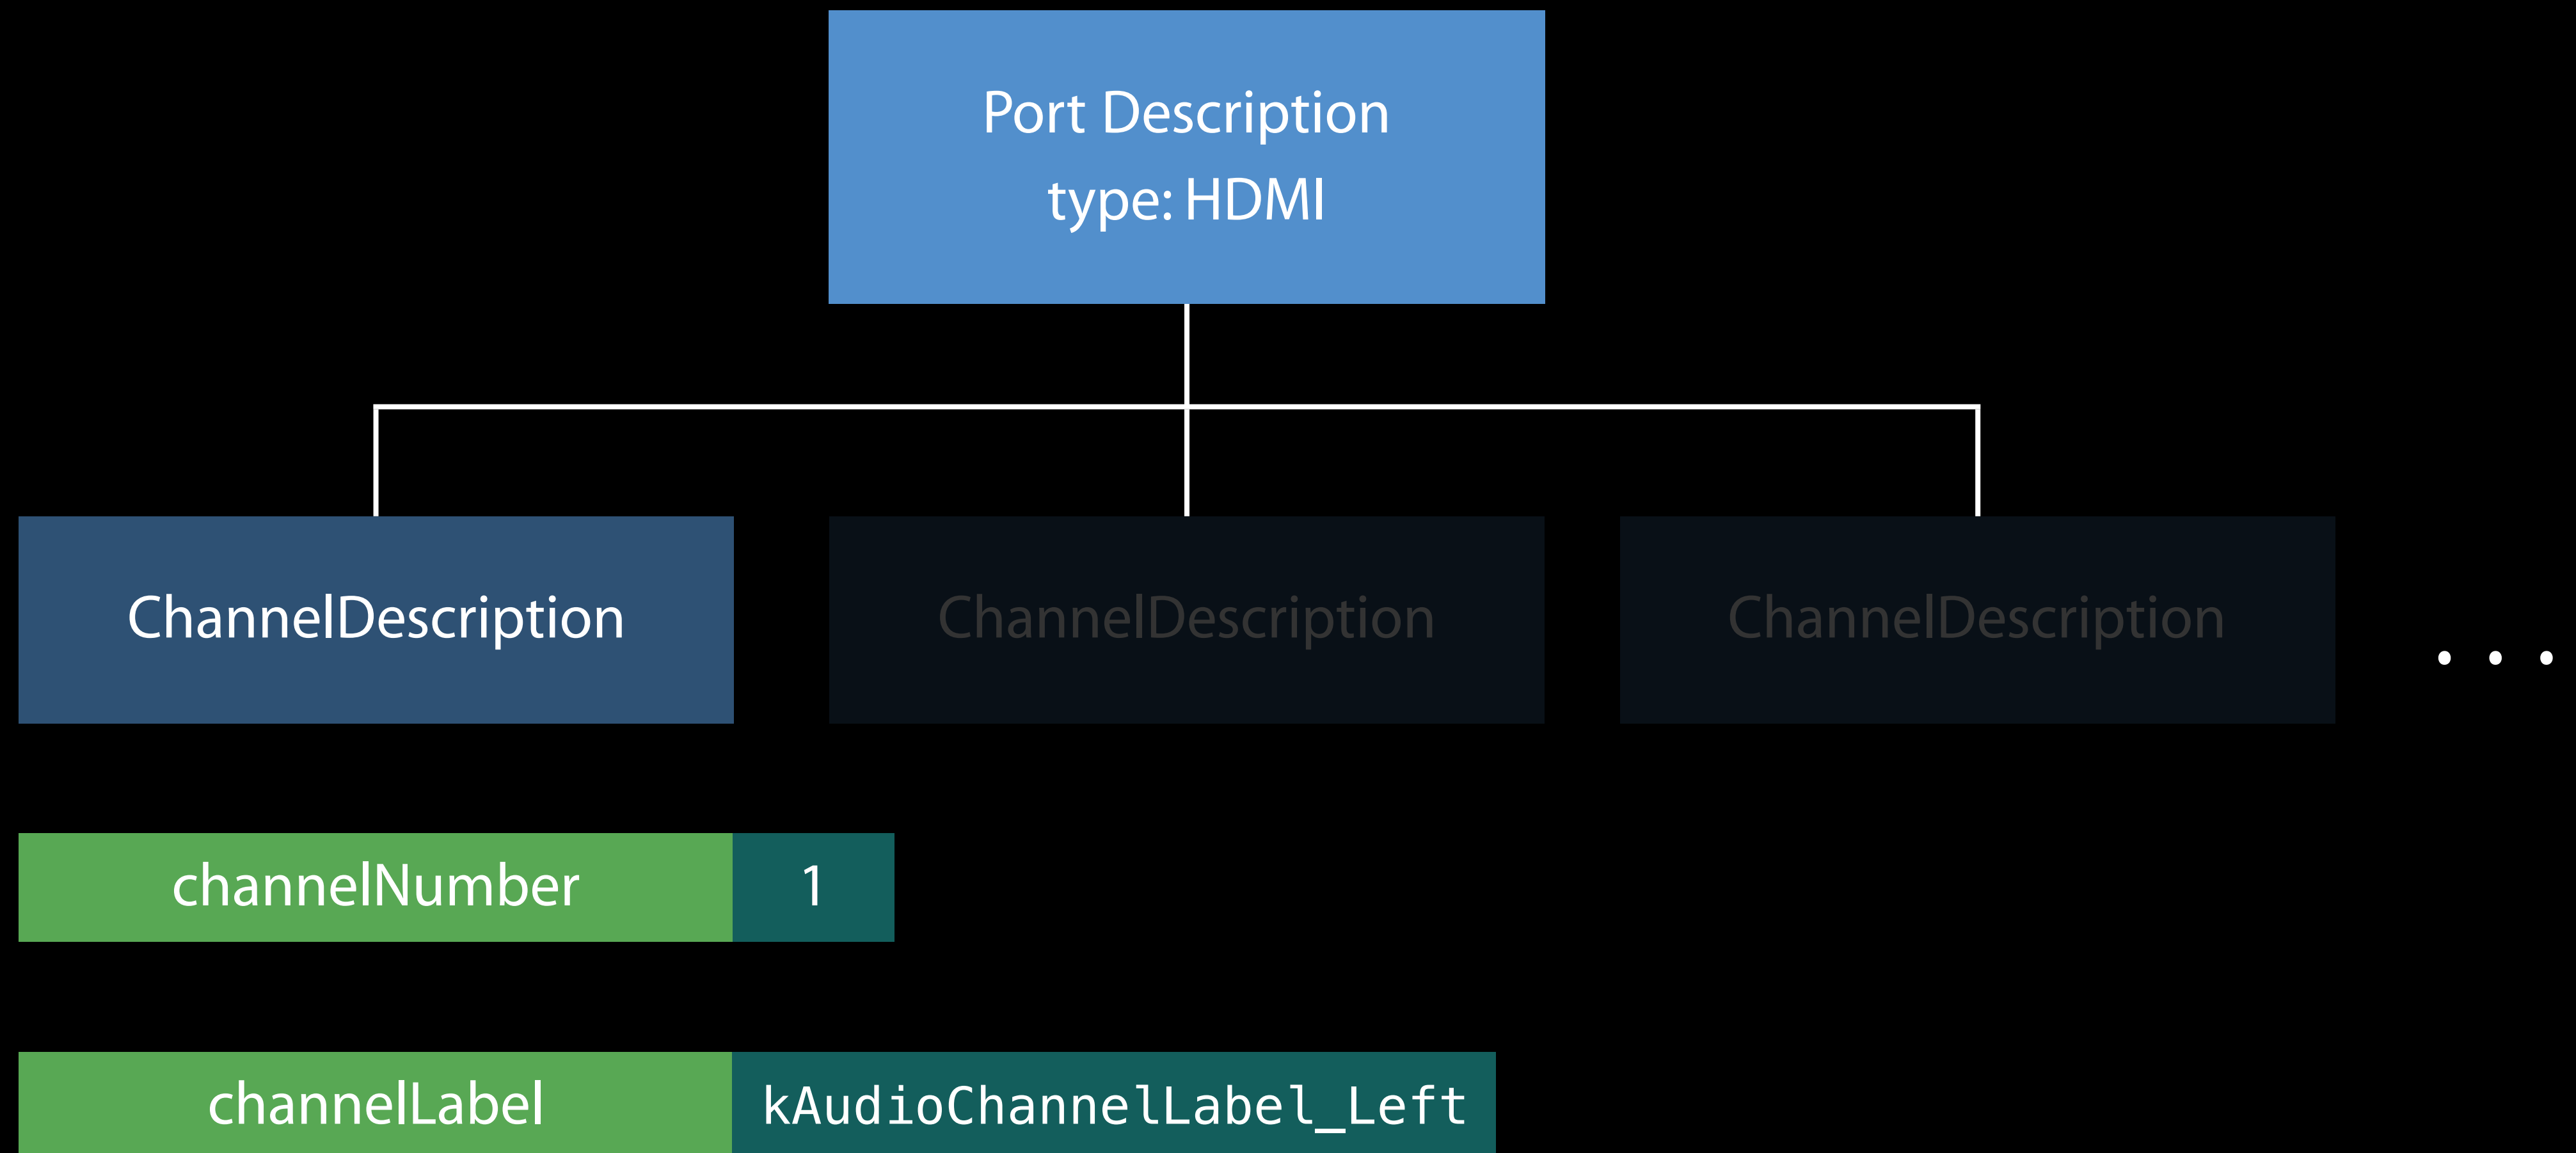 Port Description
type: HDMI
ChannelDescription
ChannelDescription
ChannelDescription
. . .
channelNumber
1
channelLabel
kAudioChannelLabel_Left